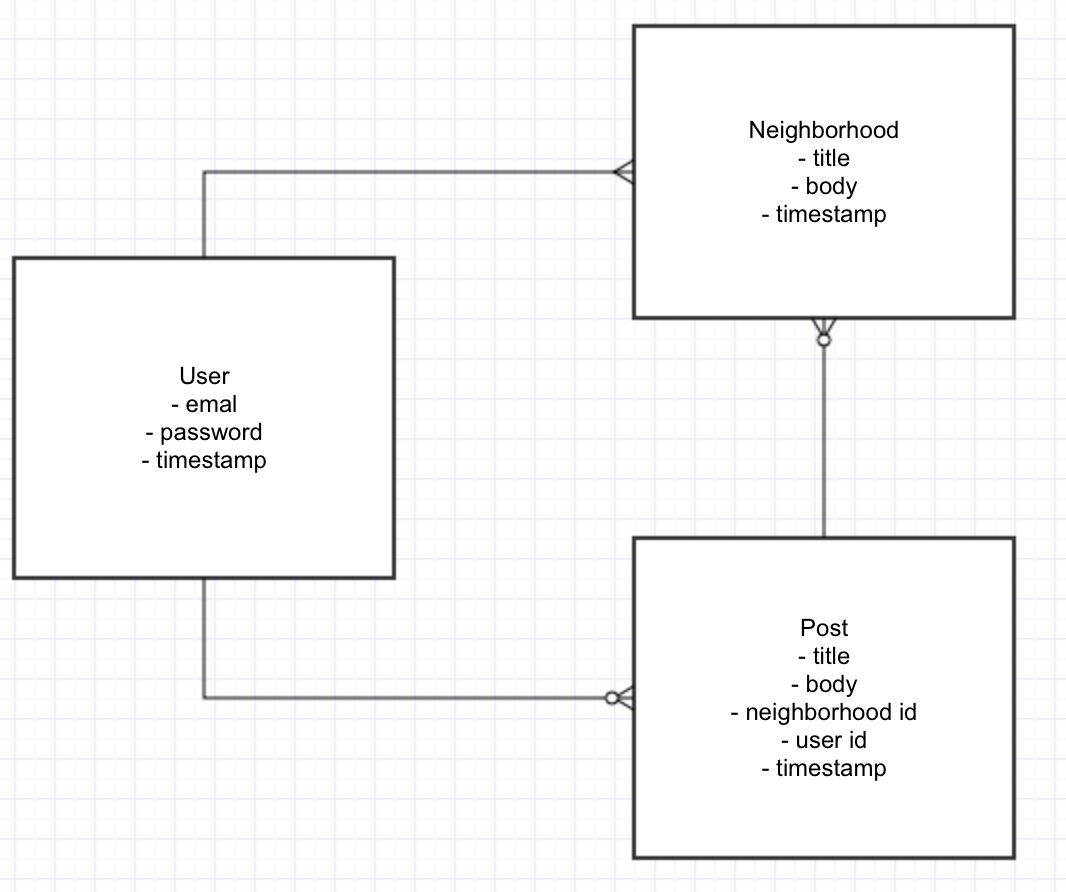 Neighborhood
- title
- body
- timestamp
User
- emal
- password
- timestamp
Post
- title
- body
- neighborhood id
- user id
- timestamp